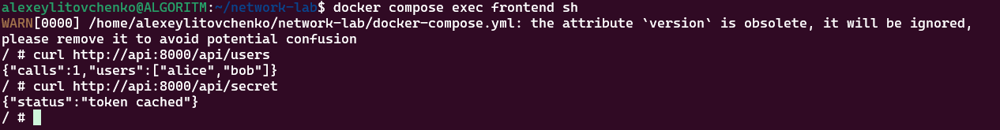 alexeylitovchenko@ALGORITM:~/network-lab$ docker compose exec frontend sh
WARN[0000] /home/alexeylitovchenko/network-lab/docker-compose.yml: the attribute `version` is obsolete, it will be ignored,
please remove it to avoid potential confusion
/ # curl http://api:8000/api/users
{"calls":1,"users":["alice","bob"]}
/ # curl http://api:8000/api/secret
{"status":"token cached"}
/ #